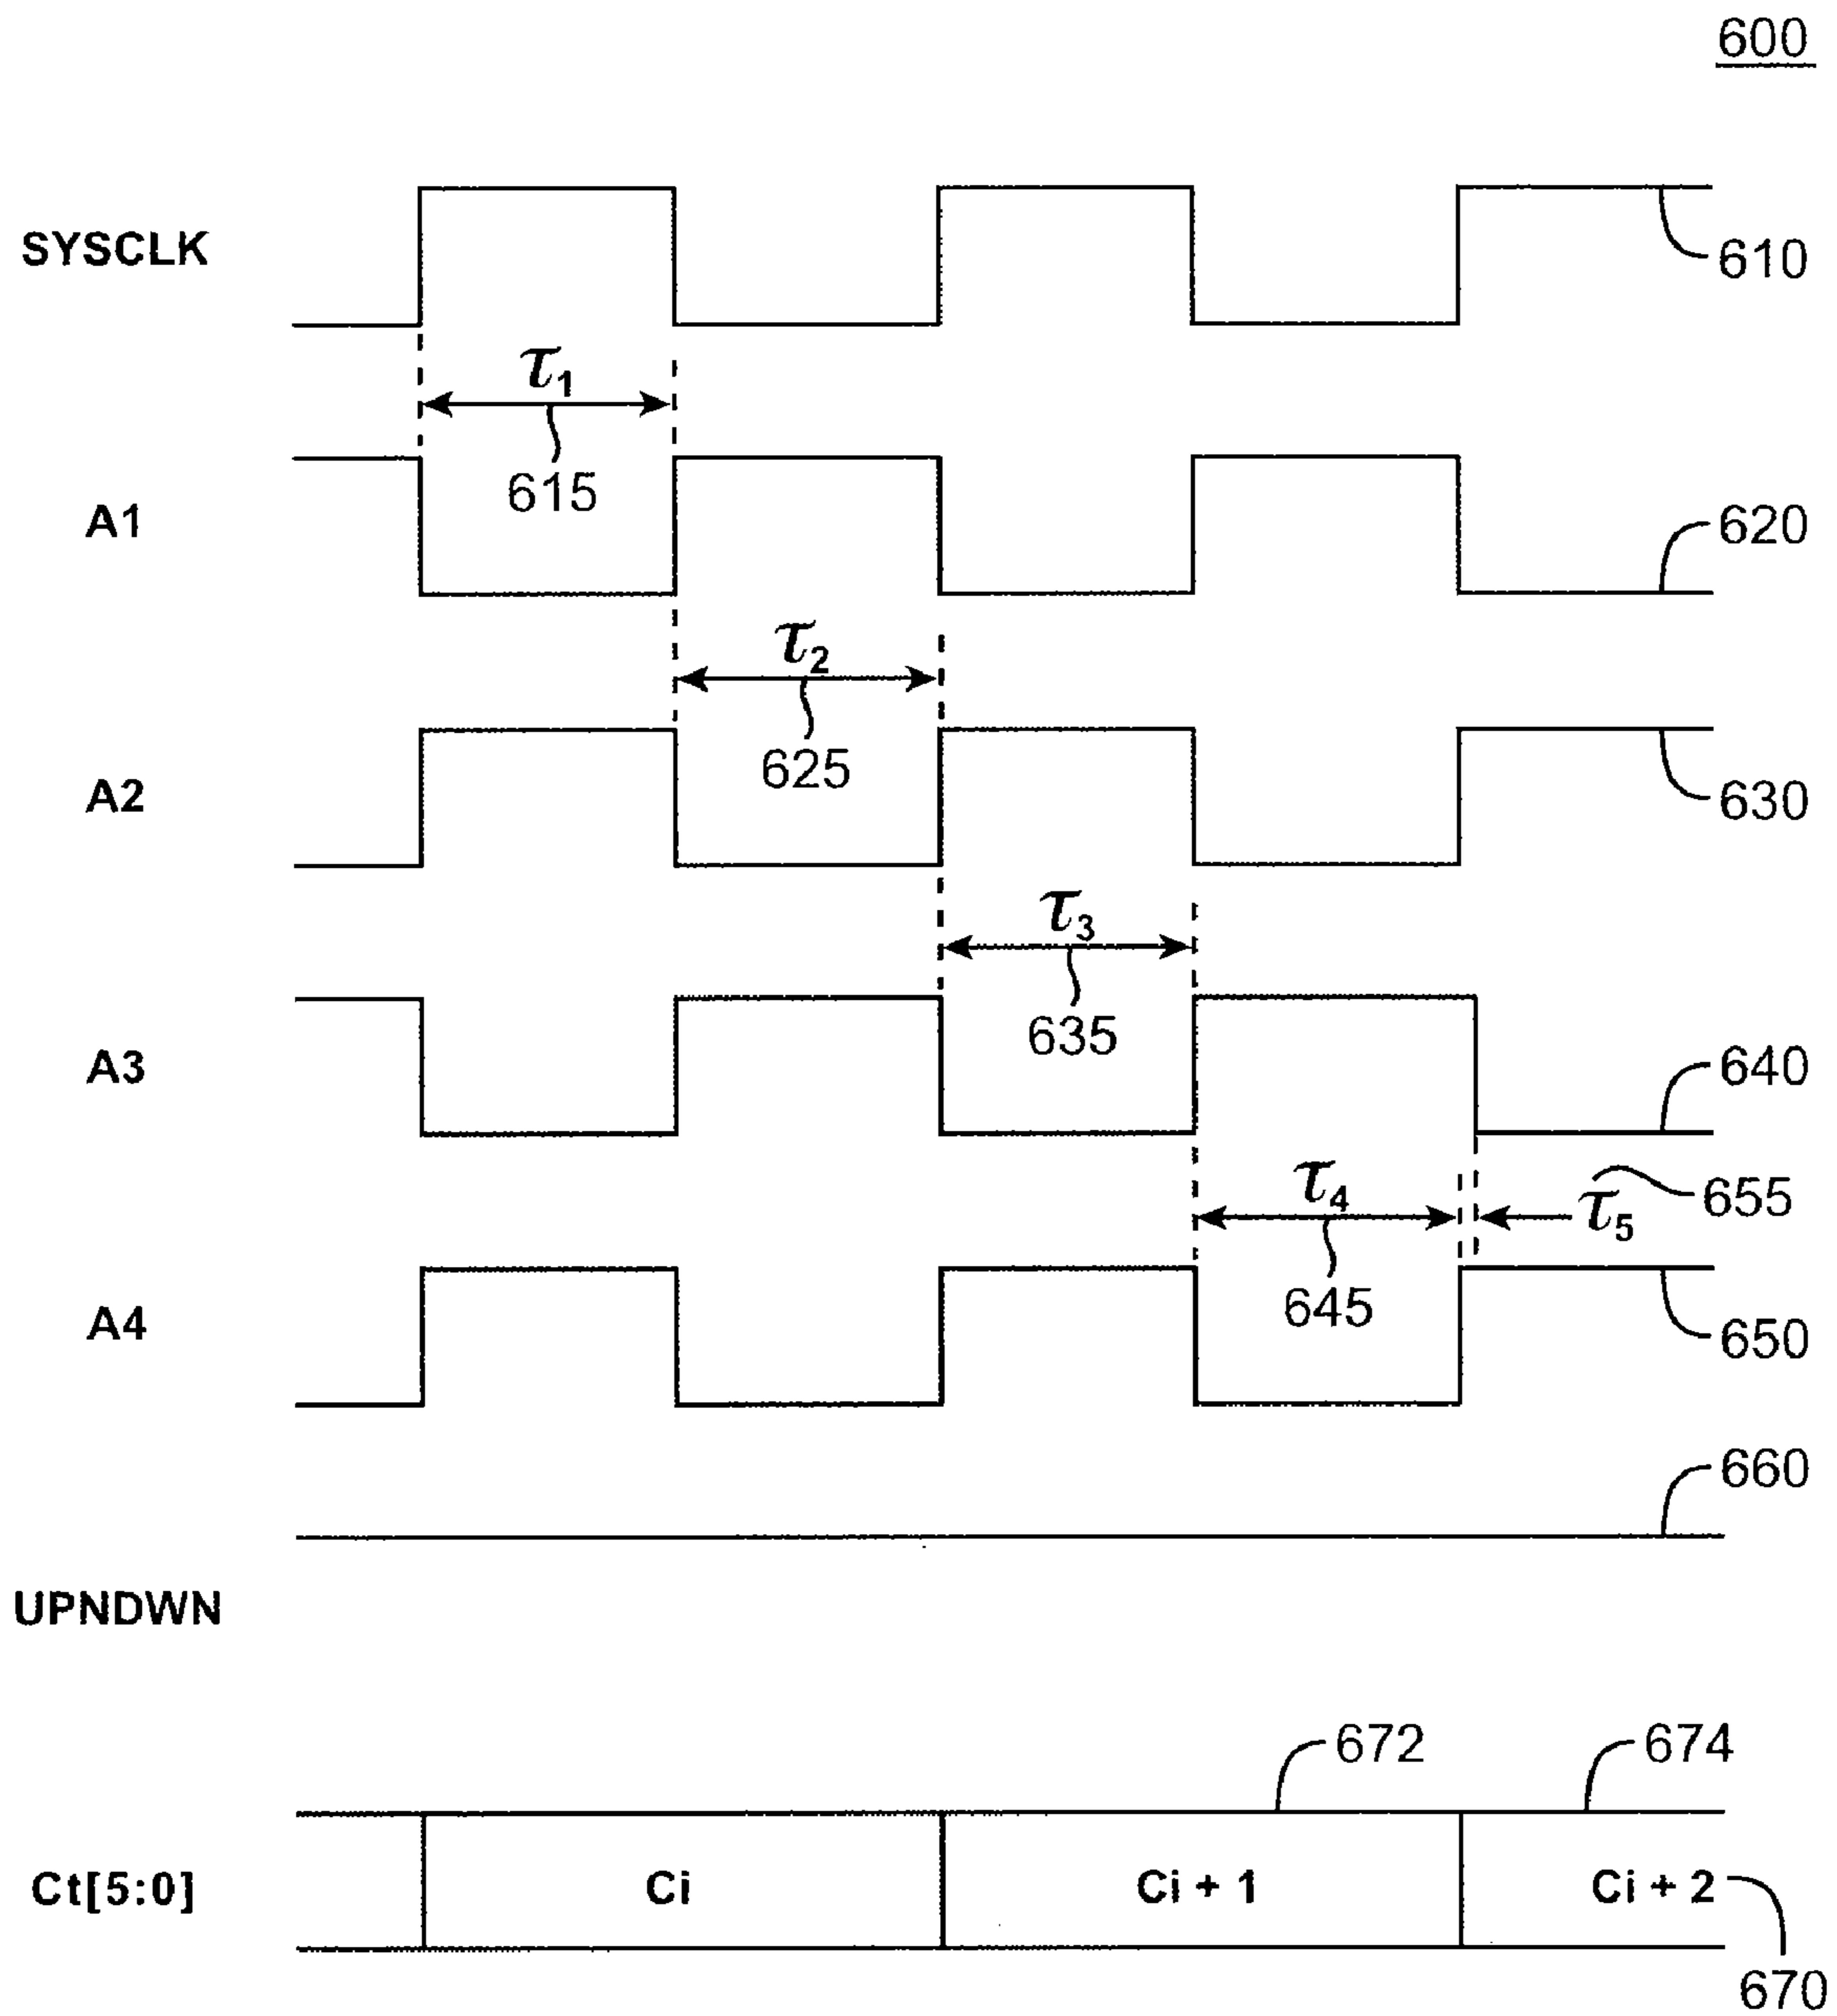 600
SYSCLK
610
τ1
615
A1
620
τ2
625
A2
630
τ3
635
A3
640
τ4
645
τ5
655
A4
650
660
UPNDWN
672
674
Ct[5:0]
Ci
Ci + 1
Ci + 2
670